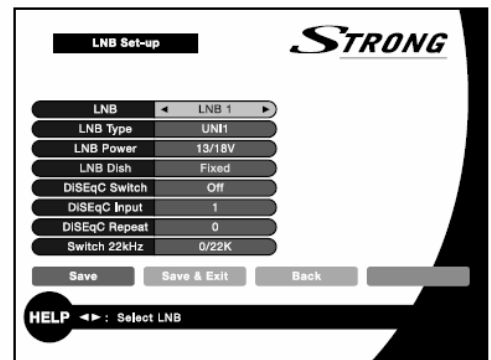 LNB Set-up
STRONG
LNB ◄ LNB 1 ►
LNB Type UNI1
LNB Power 13/18V
LNB Dish Fixed
DiSEqC Switch Off
DiSEqC Input 1
DiSEqC Repeat 0
Switch 22kHz 0/22K
Save Save & Exit Back
HELP ◄► : Select LNB